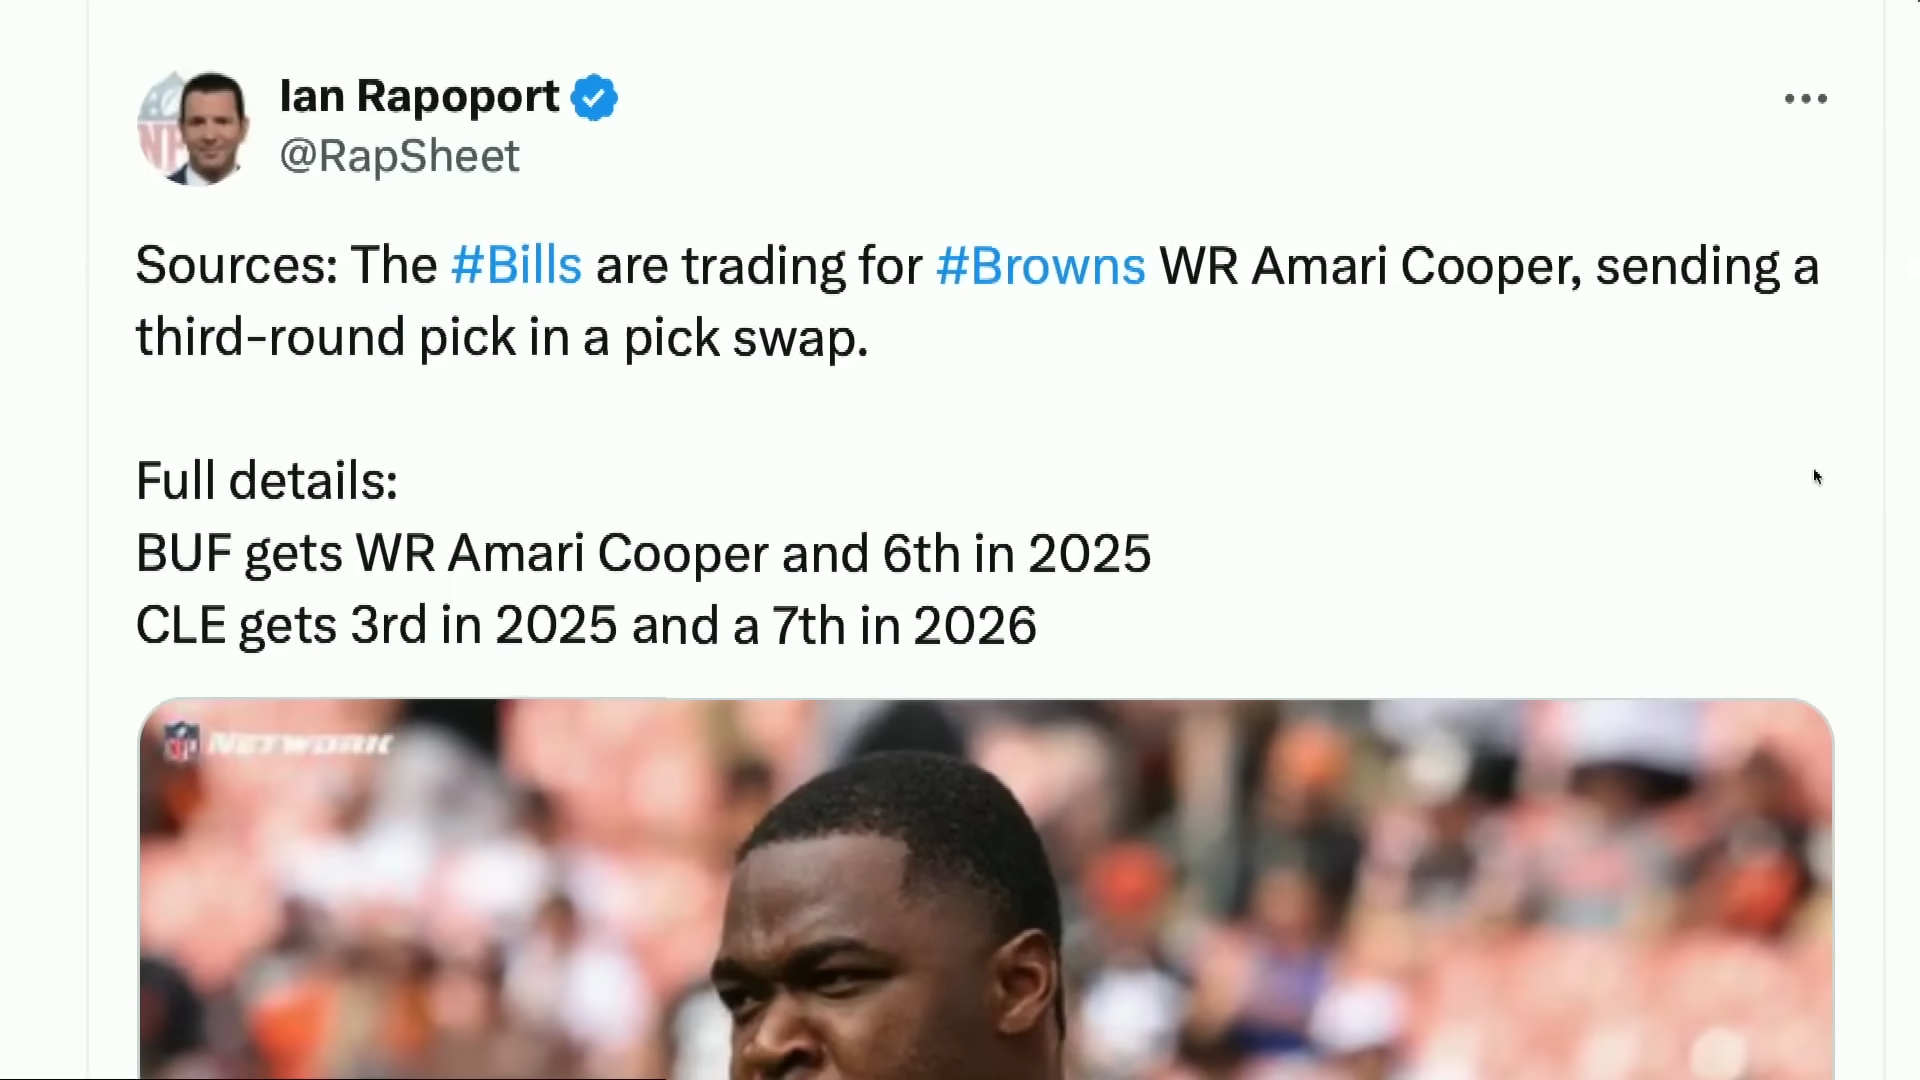 Ian Rapoport
@RapSheet
Sources: The #Bills are trading for #Browns WR Amari Cooper, sending a
third-round pick in a pick swap.
Full details:
BUF gets WR Amari Cooper and 6th in 2025
CLE gets 3rd in 2025 and a 7th in 2026
NFL NETWORK